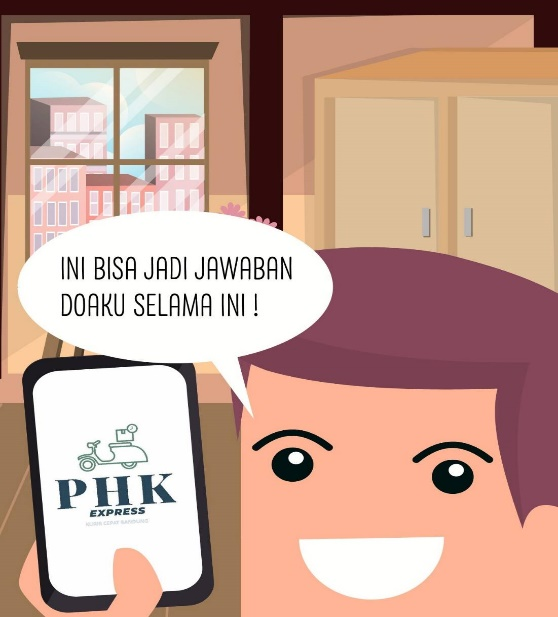 INI BISA JADI JAWABAN
DOAKU SELAMA INI !
PHK
EXPRESS